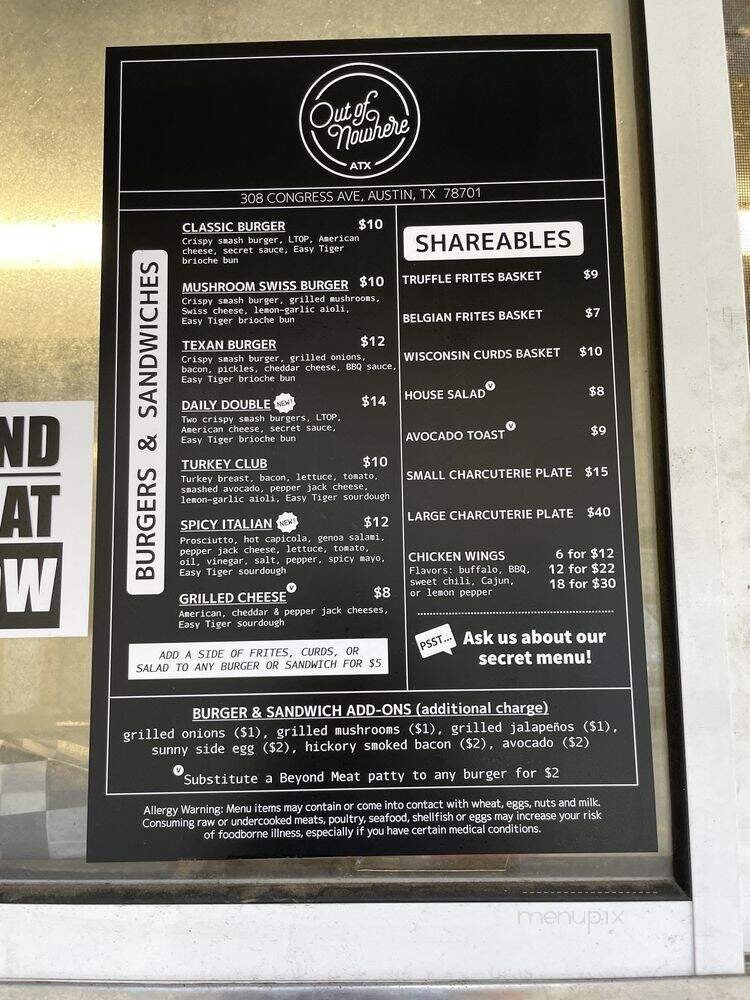 Out of
Nowhere
ATX
308 CONGRESS AVE, AUSTIN, TX 78701
BURGERS & SANDWICHES
CLASSIC BURGER $10
Crispy smash burger, LTOP, American
cheese, secret sauce, Easy Tiger
brioche bun
MUSHROOM SWISS BURGER $10
Crispy smash burger, grilled mushrooms,
Swiss cheese, lemon-garlic aioli,
Easy Tiger brioche bun
TEXAN BURGER $12
Crispy smash burger, grilled onions,
bacon, pickles, cheddar cheese, BBQ sauce,
Easy Tiger brioche bun
DAILY DOUBLE NEW! $14
Two crispy smash burgers, LTOP,
American cheese, secret sauce,
Easy Tiger brioche bun
TURKEY CLUB $10
Turkey breast, bacon, lettuce, tomato,
smashed avocado, pepper jack cheese,
lemon-garlic aioli, Easy Tiger sourdough
SPICY ITALIAN NEW! $12
Prosciutto, hot capicola, genoa salami,
pepper jack cheese, lettuce, tomato,
oil, vinegar, salt, pepper, spicy mayo,
Easy Tiger sourdough
GRILLED CHEESE V $8
American, cheddar & pepper jack cheeses,
Easy Tiger sourdough
ADD A SIDE OF FRITES, CURDS, OR
SALAD TO ANY BURGER OR SANDWICH FOR $5
SHAREABLES
TRUFFLE FRITES BASKET $9
BELGIAN FRITES BASKET $7
WISCONSIN CURDS BASKET $10
HOUSE SALAD V $8
AVOCADO TOAST V $9
SMALL CHARCUTERIE PLATE $15
LARGE CHARCUTERIE PLATE $40
CHICKEN WINGS 6 for $12
Flavors: buffalo, BBQ, 12 for $22
sweet chili, Cajun, 18 for $30
or lemon pepper
PSST... Ask us about our
secret menu!
BURGER & SANDWICH ADD-ONS (additional charge)
grilled onions ($1), grilled mushrooms ($1), grilled jalapeños ($1),
sunny side egg ($2), hickory smoked bacon ($2), avocado ($2)
V Substitute a Beyond Meat patty to any burger for $2
Allergy Warning: Menu items may contain or come into contact with wheat, eggs, nuts and milk.
Consuming raw or undercooked meats, poultry, seafood, shellfish or eggs may increase your risk
of foodborne illness, especially if you have certain medical conditions.
ND
AT
OW
menupix